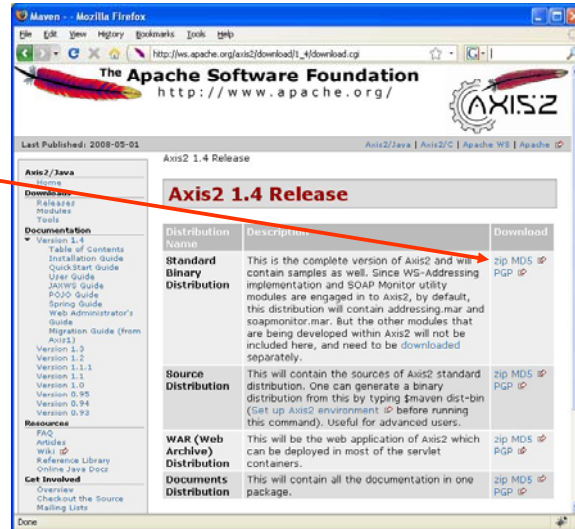 Maven - - Mozilla Firefox
File Edit View History Bookmarks Tools Help
http://ws.apache.org/axis2/download/1_4/download.cgi
The Apache Software Foundation
http://www.apache.org/
AXIS2
Last Published: 2008-05-01
Axis2/Java | Axis2/C | Apache WS | Apache
Axis2/Java
Home
Downloads
Releases
Modules
Tools
Documentation
Version 1.4
Table of Contents
Installation Guide
QuickStart Guide
User Guide
JAXWS Guide
POJO Guide
Spring Guide
Web Administrator's
Guide
Migration Guide (from
Axis1)
Version 1.3
Version 1.2
Version 1.1.1
Version 1.1
Version 1.0
Version 0.95
Version 0.94
Version 0.93
Resources
FAQ
Articles
Wiki
Reference Library
Online Java Docs
Get Involved
Overview
Checkout the Source
Mailing Lists
Axis2 1.4 Release
Axis2 1.4 Release
Distribution Description Download
Name
Standard This is the complete version of Axis2 and will zip MD5
Binary contain samples as well. Since WS-Addressing PGP
Distribution implementation and SOAP Monitor utility
modules are engaged in to Axis2, by default,
this distribution will contain addressing.mar and
soapmonitor.mar. But the other modules that
are being developed within Axis2 will not be
included here, and need to be downloaded
separately.
Source This will contain the sources of Axis2 standard zip MD5
Distribution distribution. One can generate a binary PGP
distribution from this by typing $maven dist-bin
(Set up Axis2 environment before running
this command). Useful for advanced users.
WAR (Web This will be the web application of Axis2 which zip MD5
Archive) can be deployed in most of the servlet PGP
Distribution containers.
Documents This will contain all the documentation in one zip MD5
Distribution package. PGP
Done